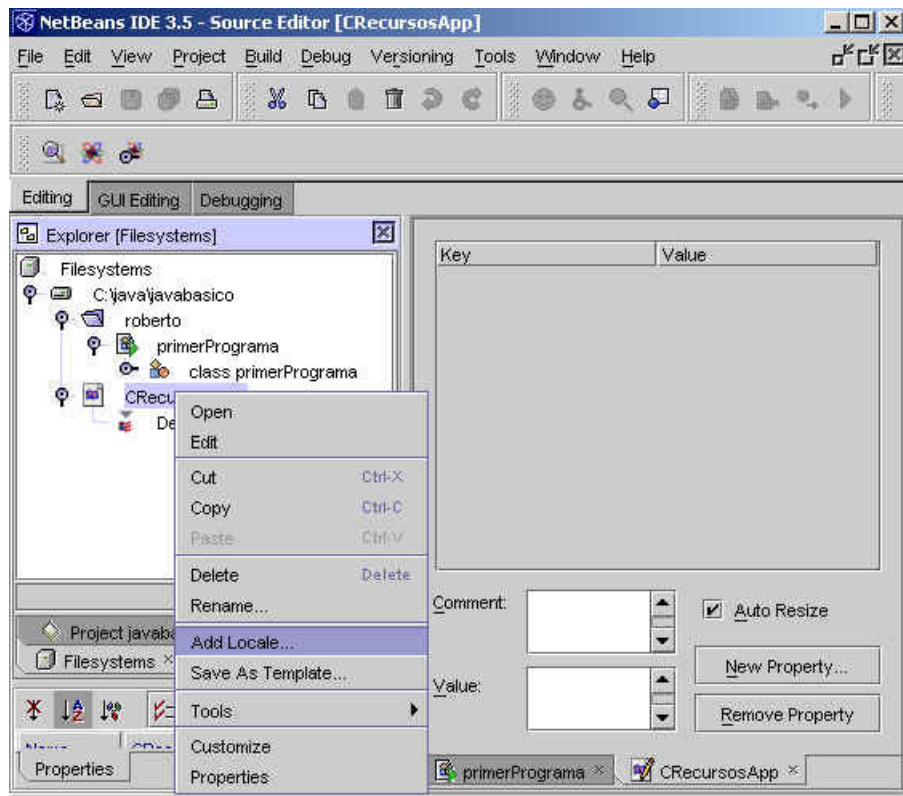 NetBeans IDE 3.5 - Source Editor [CRecursosApp]
File Edit View Project Build Debug Versioning Tools Window Help
Editing GUI Editing Debugging
Explorer [Filesystems]
Filesystems
C:\java\javabasico
roberto
primerPrograma
class primerPrograma
CRecu
De
Open
Edit
Cut Ctrl-X
Copy Ctrl-C
Paste Ctrl-V
Delete Delete
Rename...
Add Locale...
Save As Template...
Tools
Customize
Properties
Project javaba
Filesystems
Name
Properties
Key Value
Comment:
Auto Resize
Value:
New Property...
Remove Property
primerPrograma CRecursosApp